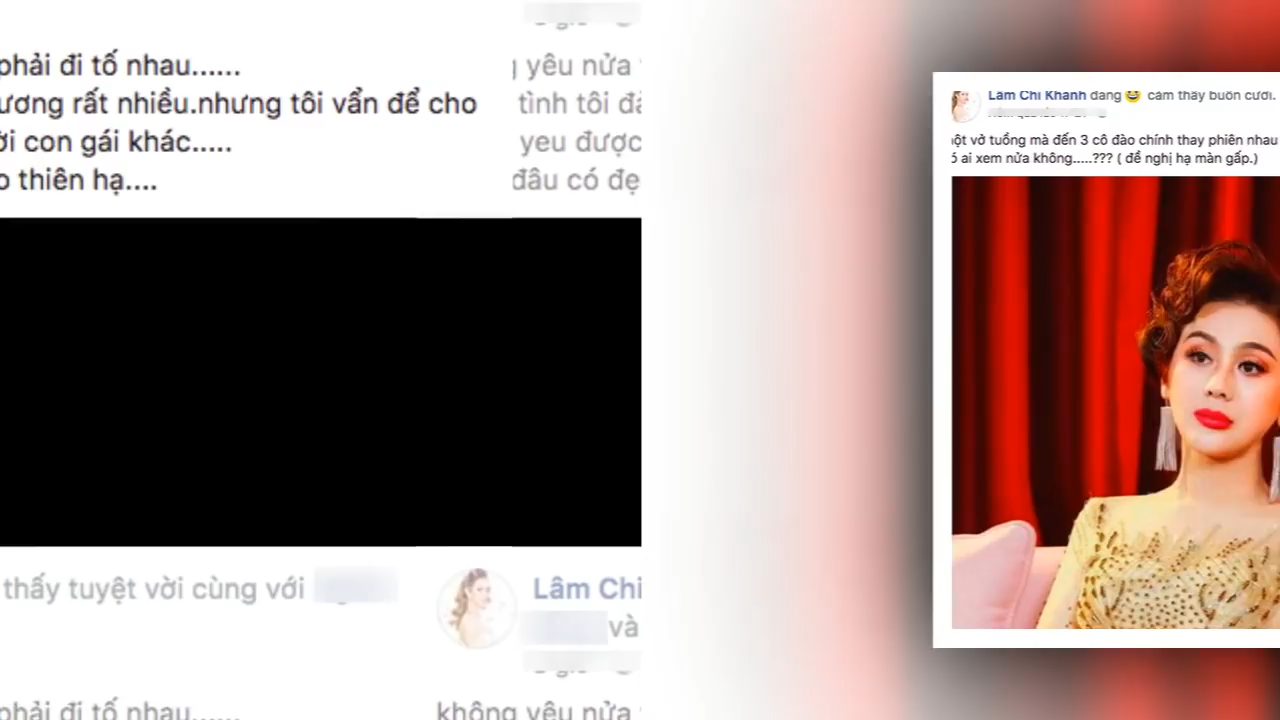 phải đi tố nhau......
ương rất nhiều.nhưng tôi vẩn để cho
ời con gái khác.....
o thiên hạ....
yêu nửa
tình tôi đả
yeu được
đâu có đẹ
thấy tuyệt vời cùng với
Lâm Chi
và
phải đi tố nhau......
không yêu nửa
Lâm Chi Khanh đang 😂 cảm thấy buồn cười.
một vở tuồng mà đến 3 cô đào chính thay phiên nhau
ó ai xem nửa không.....??? ( đề nghị hạ màn gấp.)